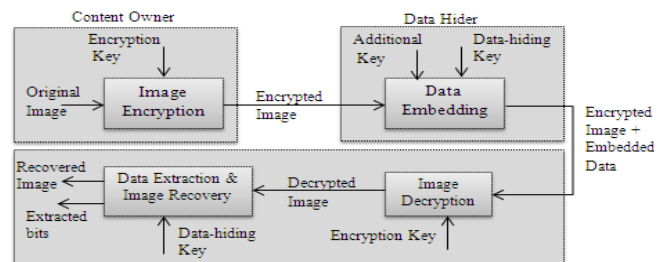 Content Owner
Data Hider
Encryption
Key
Additional
Key
Data-hiding
Key
Original
Image
Image
Encryption
Encrypted
Image
Data
Embedding
Encrypted
Image +
Embedded
Data
Recovered
Image
Extracted
bits
Data Extraction &
Image Recovery
Decrypted
Image
Image
Decryption
Data-hiding
Key
Encryption Key